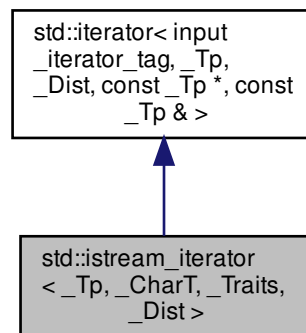 std::iterator< input
_iterator_tag, _Tp,
_Dist, const _Tp *, const
_Tp & >
std::istream_iterator
< _Tp, _CharT, _Traits,
_Dist >